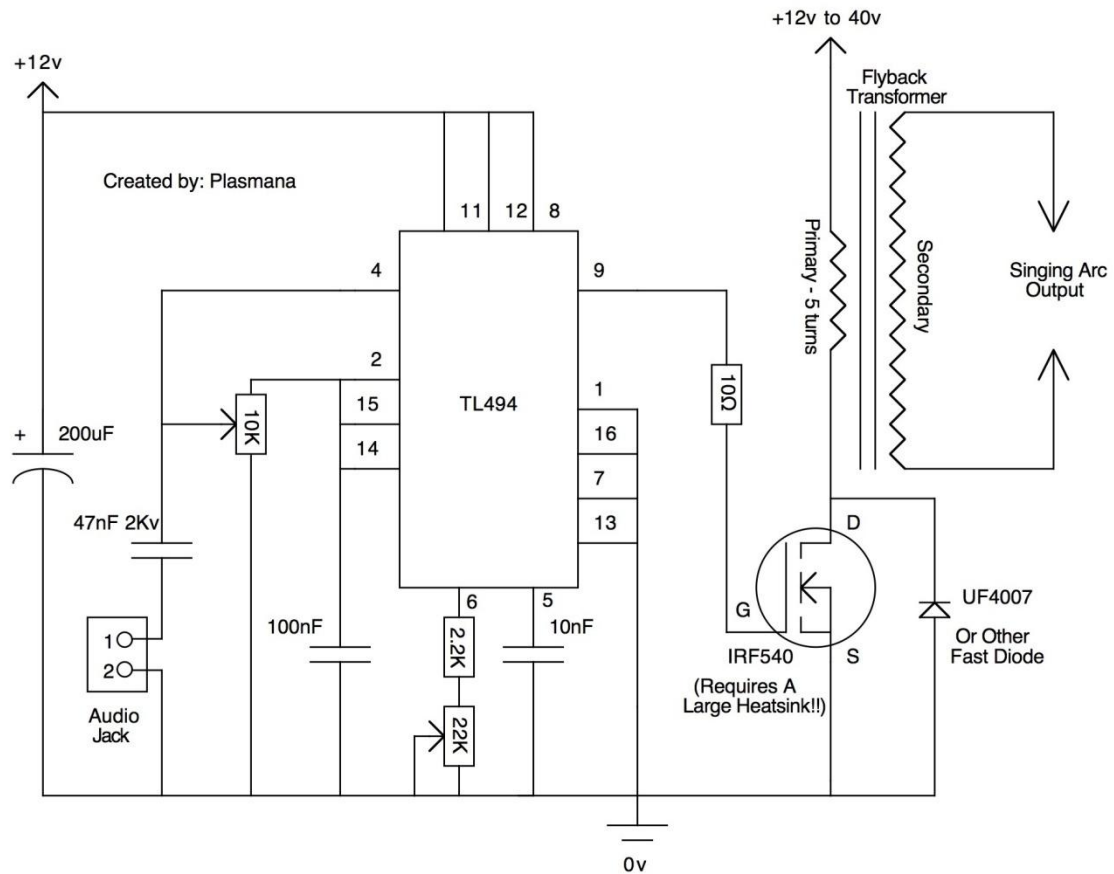 +12v to 40v
+12v
Flyback
Transformer
Created by: Plasmana
11
12
8
4
9
Primary - 5 turns
Secondary
Singing Arc
Output
2
1
10K
15
TL494
10Ω
16
+
200uF
14
7
13
47nF 2Kv
D
6
5
UF4007
1
2
100nF
2.2K
10nF
G
Or Other
Fast Diode
IRF540
S
(Requires A
Large Heatsink!!)
Audio
Jack
22K
0v